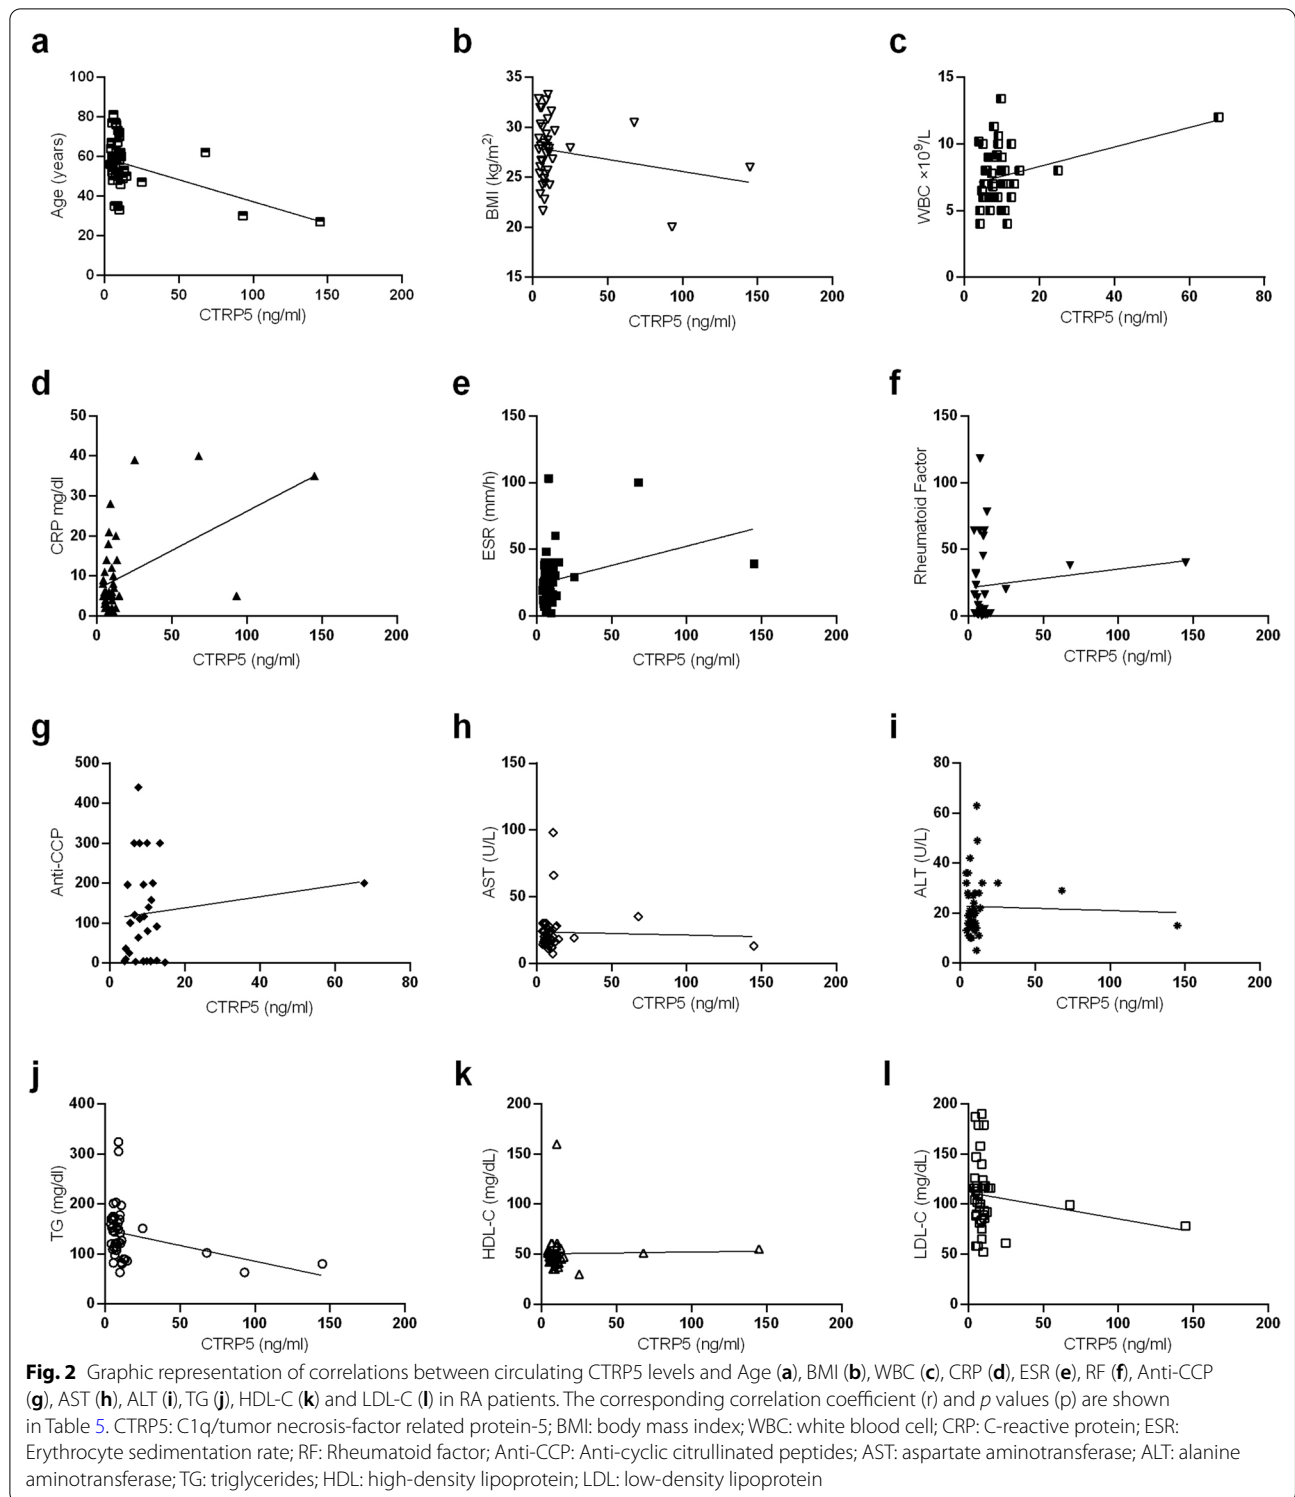 a
100
80
60
40
20
0
Age (years)
0 50 100 150 200
CTRP5 (ng/ml)
b
35
30
25
20
15
BMI (kg/m²)
0 50 100 150 200
CTRP5 (ng/ml)
c
15
10
5
0
WBC ×10⁹/L
0 20 40 60 80
CTRP5 (ng/ml)
d
50
40
30
20
10
0
CRP mg/dl
0 50 100 150 200
CTRP5 (ng/ml)
e
150
100
50
0
ESR (mm/h)
0 50 100 150 200
CTRP5 (ng/ml)
f
150
100
50
0
Rheumatoid Factor
0 50 100 150 200
CTRP5 (ng/ml)
g
500
400
300
200
100
0
Anti-CCP
0 20 40 60 80
CTRP5 (ng/ml)
h
150
100
50
0
AST (U/L)
0 50 100 150 200
CTRP5 (ng/ml)
i
80
60
40
20
0
ALT (U/L)
0 50 100 150 200
CTRP5 (ng/ml)
j
400
300
200
100
0
TG (mg/dl)
0 50 100 150 200
CTRP5 (ng/ml)
k
200
150
100
50
0
HDL-C (mg/dL)
0 50 100 150 200
CTRP5 (ng/ml)
l
200
150
100
50
0
LDL-C (mg/dL)
0 50 100 150 200
CTRP5 (ng/ml)
Fig. 2 Graphic representation of correlations between circulating CTRP5 levels and Age (a), BMI (b), WBC (c), CRP (d), ESR (e), RF (f), Anti-CCP
(g), AST (h), ALT (i), TG (j), HDL-C (k) and LDL-C (l) in RA patients. The corresponding correlation coefficient (r) and p values (p) are shown
in Table 5. CTRP5: C1q/tumor necrosis-factor related protein-5; BMI: body mass index; WBC: white blood cell; CRP: C-reactive protein; ESR:
Erythrocyte sedimentation rate; RF: Rheumatoid factor; Anti-CCP: Anti-cyclic citrullinated peptides; AST: aspartate aminotransferase; ALT: alanine
aminotransferase; TG: triglycerides; HDL: high-density lipoprotein; LDL: low-density lipoprotein